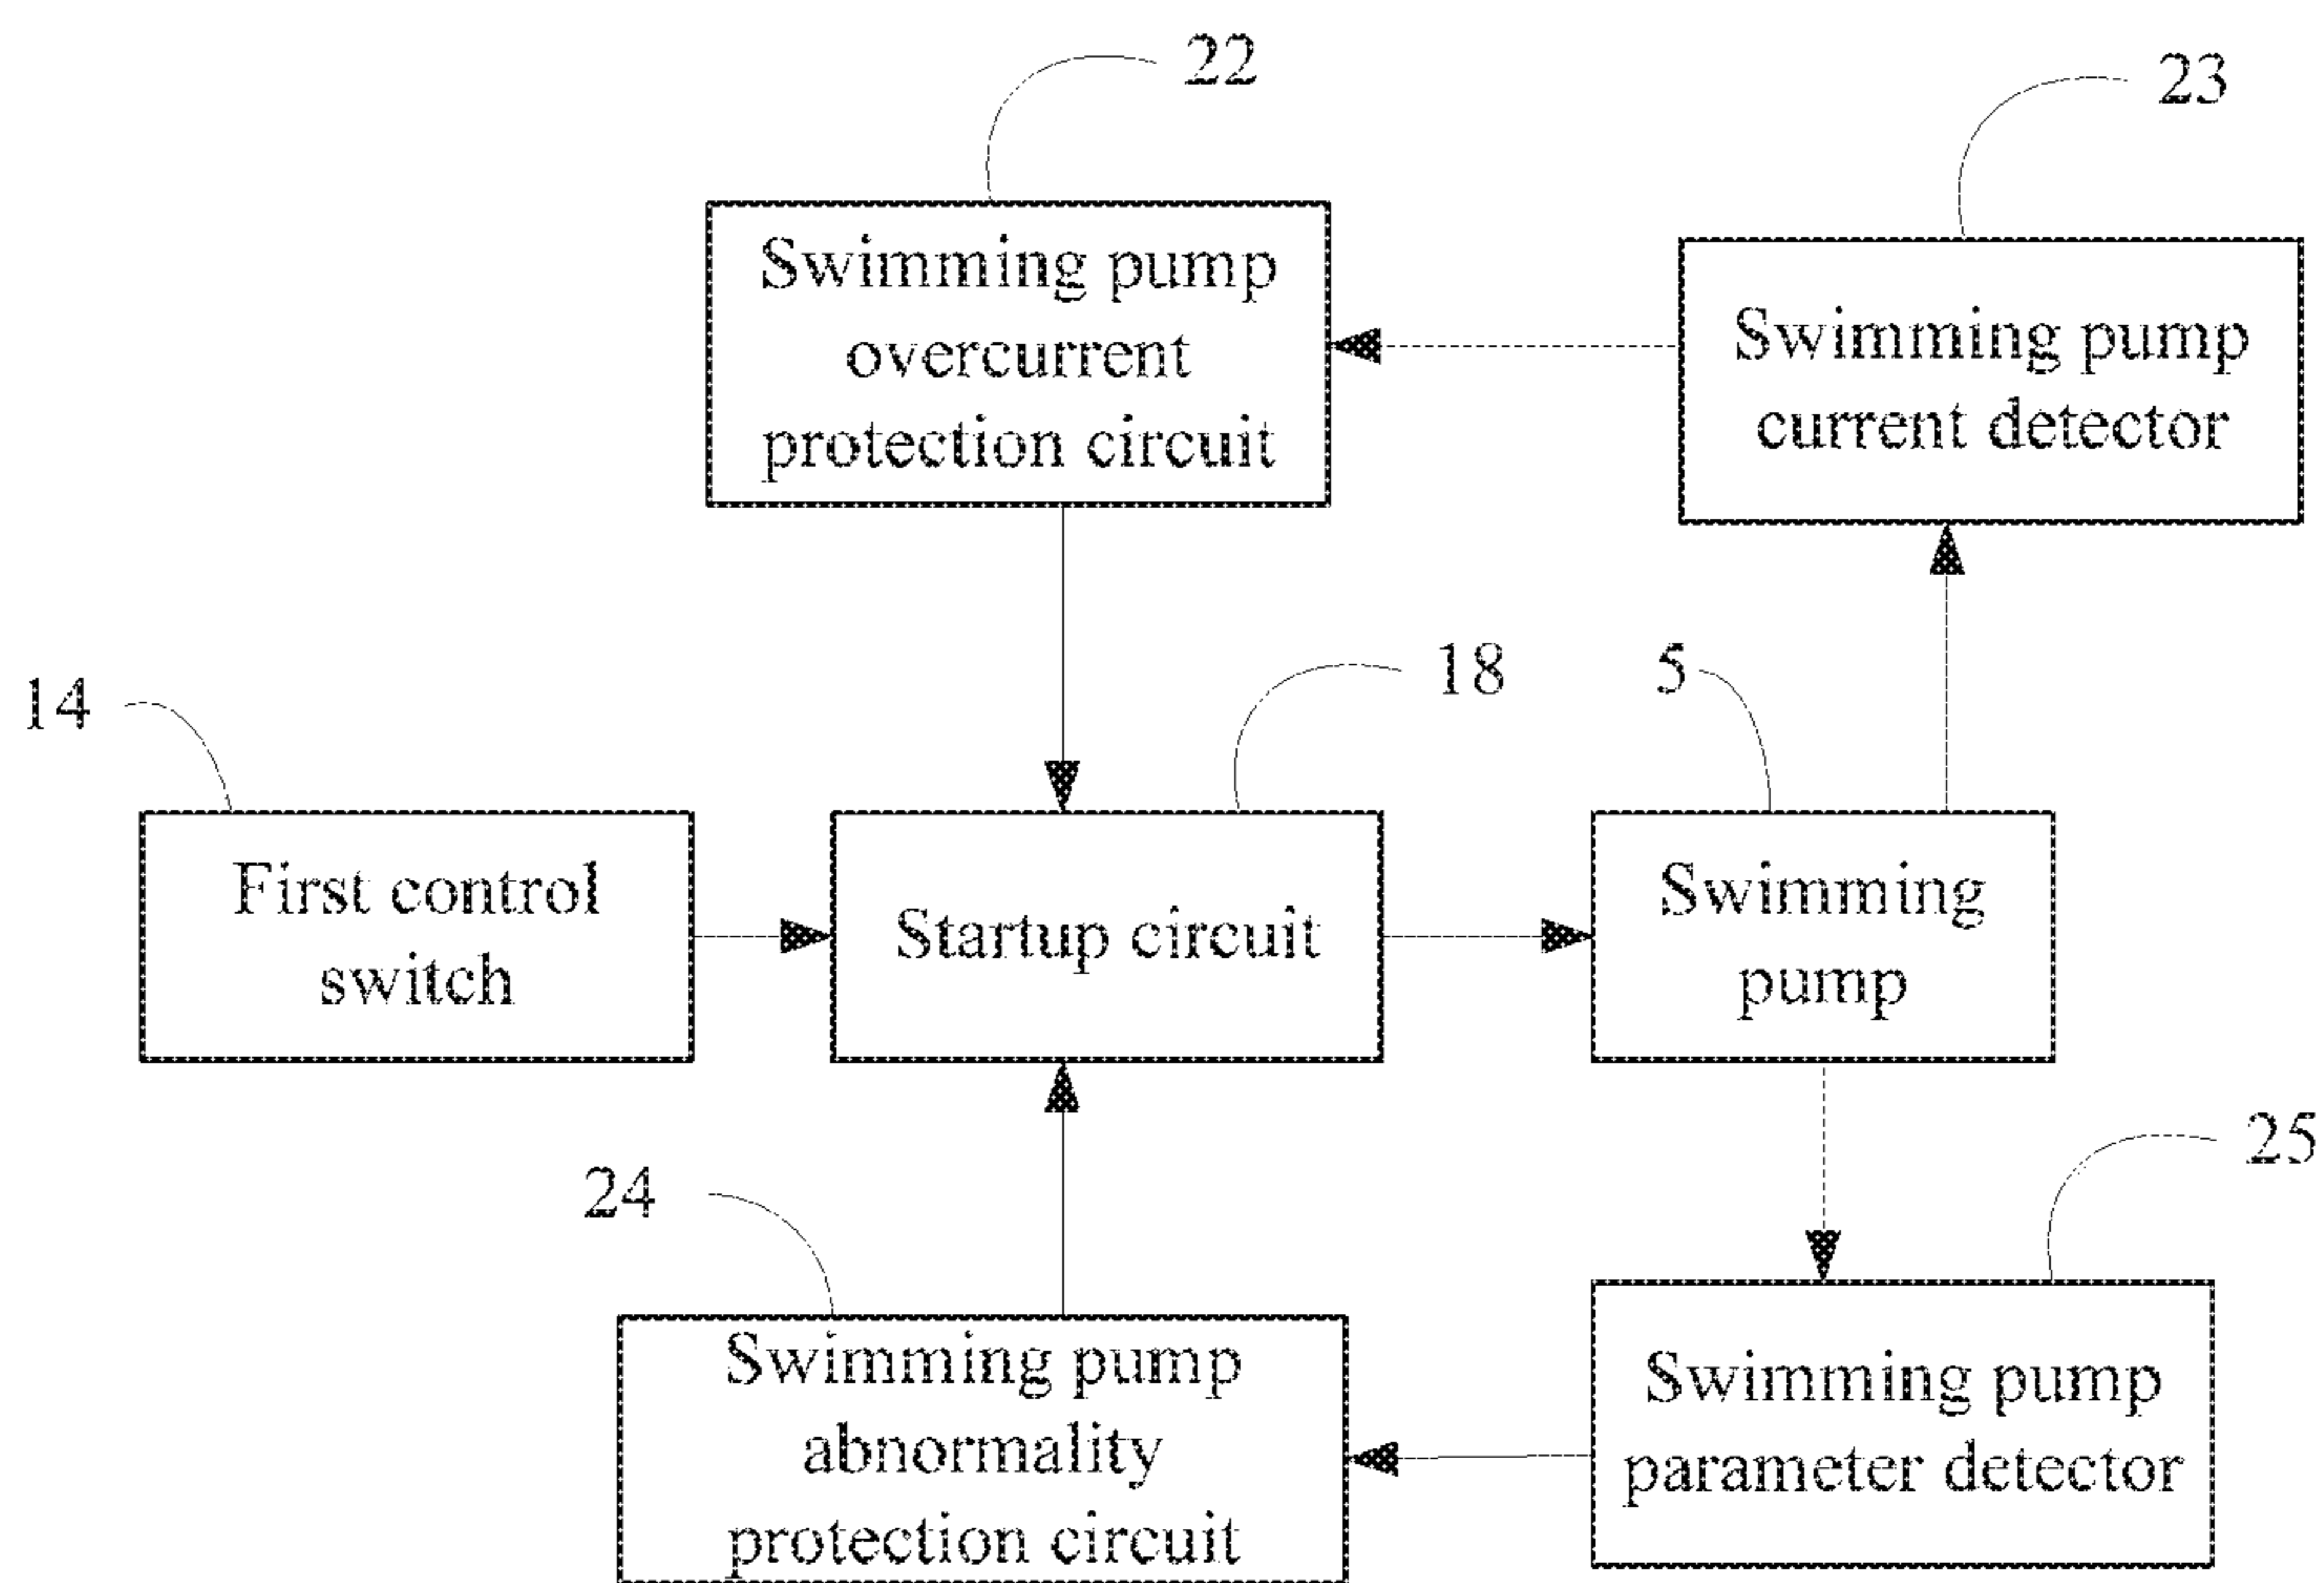 22
23
Swimming pump
overcurrent
protection circuit
Swimming pump
current detector
14
18
5
First control
switch
Startup circuit
Swimming
pump
24
25
Swimming pump
abnormality
protection circuit
Swimming pump
parameter detector